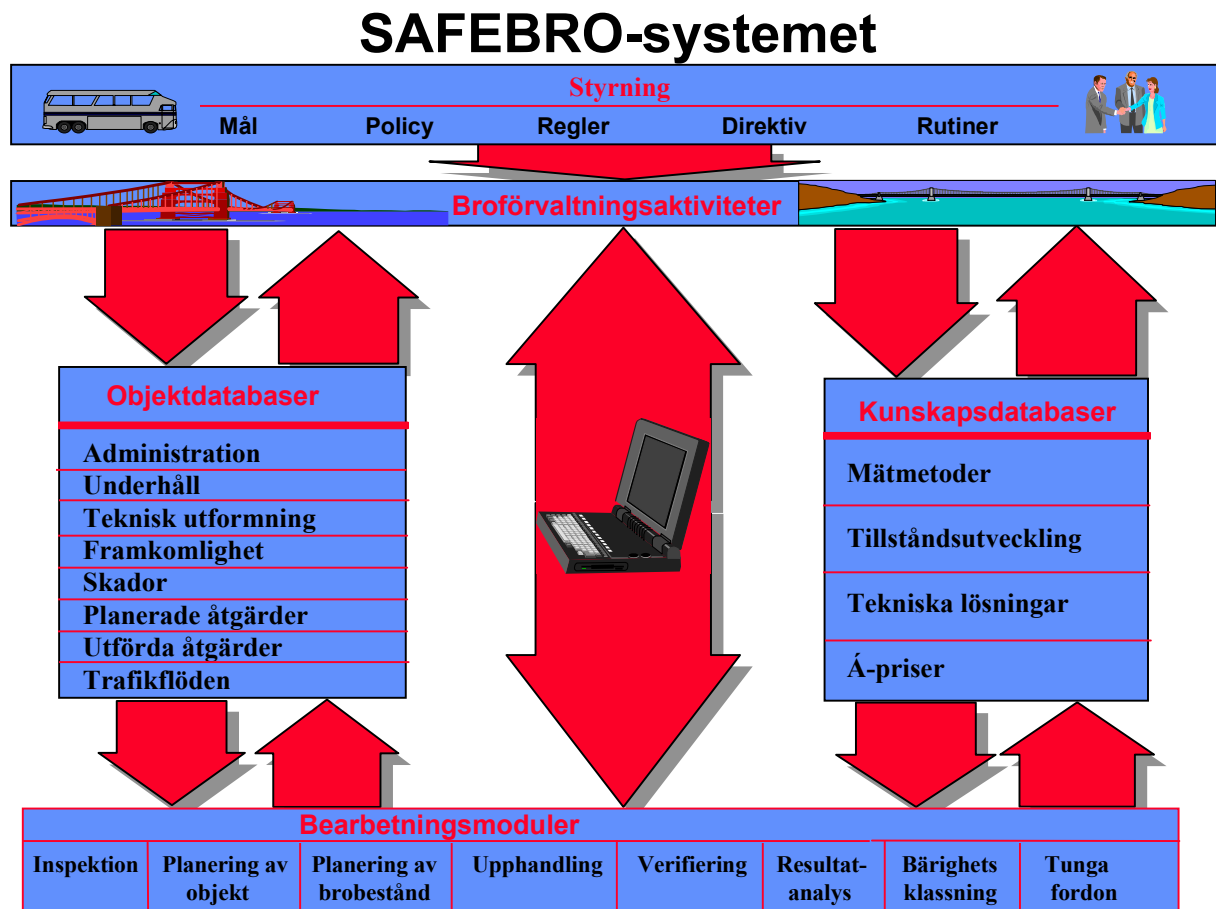 SAFEBRO-systemet
Styrning
Mål Policy Regler Direktiv Rutiner
Broförvaltningsaktiviteter
Objektdatabaser
Administration
Underhåll
Teknisk utformning
Framkomlighet
Skador
Planerade åtgärder
Utförda åtgärder
Trafikflöden
Kunskapsdatabaser
Mätmetoder
Tillståndsutveckling
Tekniska lösningar
Á-priser
Bearbetningsmoduler
Inspektion
Planering av
objekt
Planering av
brobestånd
Upphandling
Verifiering
Resultat-
analys
Bärighets
klassning
Tunga
fordon